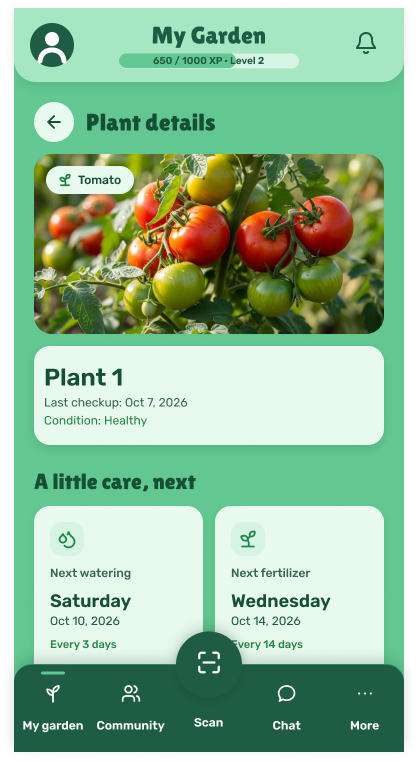 My Garden
650 / 1000 XP · Level 2
Plant details
Tomato
Plant 1
Last checkup: Oct 7, 2026
Condition: Healthy
A little care, next
Next watering
Saturday
Oct 10, 2026
Every 3 days
Next fertilizer
Wednesday
Oct 14, 2026
Every 14 days
My garden
Community
Scan
Chat
More